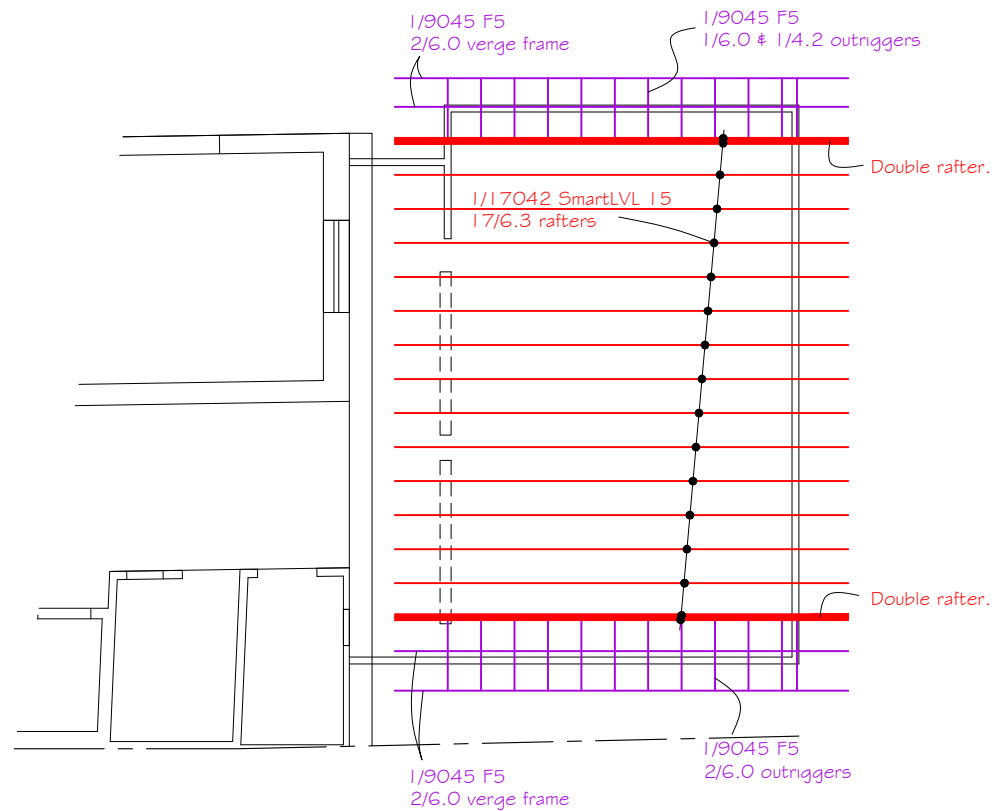 1/9045 F5
2/6.0 verge frame
1/9045 F5
1/6.0 & 1/4.2 outriggers
Double rafter.
1/17042 SmartLVL 15
17/6.3 rafters
Double rafter.
1/9045 F5
2/6.0 outriggers
1/9045 F5
2/6.0 verge frame